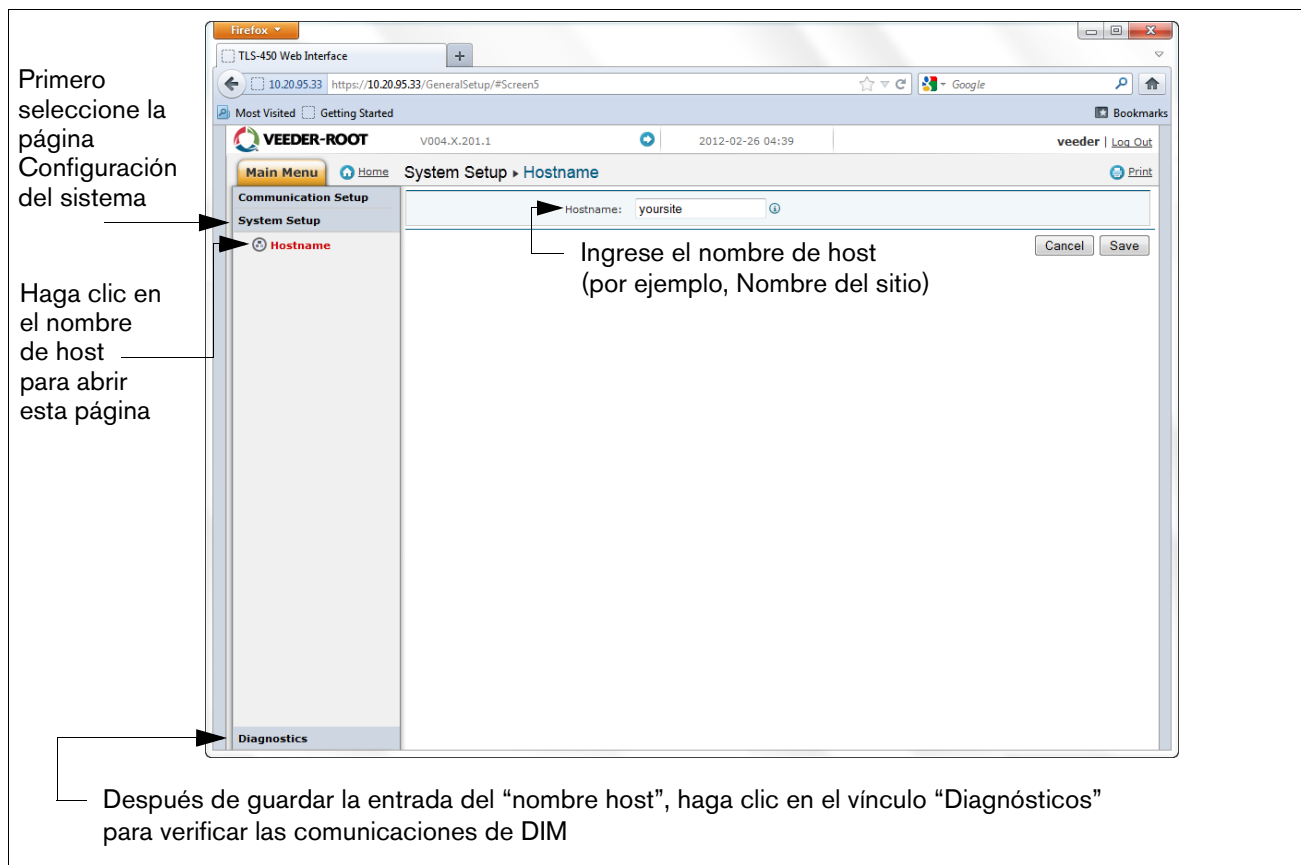 Firefox
TLS-450 Web Interface
+
10.20.95.33 https://10.20.95.33/GeneralSetup/#Screen5
Google
Most Visited Getting Started
Bookmarks
VEEDER-ROOT V004.X.201.1 2012-02-26 04:39 veeder | Log Out
Main Menu Home System Setup ▸ Hostname Print
Communication Setup
System Setup
Hostname
Hostname: yoursite
Cancel Save
Diagnostics
Primero
seleccione la
página
Configuración
del sistema
Haga clic en
el nombre
de host
para abrir
esta página
Ingrese el nombre de host
(por ejemplo, Nombre del sitio)
Después de guardar la entrada del “nombre host”, haga clic en el vínculo “Diagnósticos”
para verificar las comunicaciones de DIM